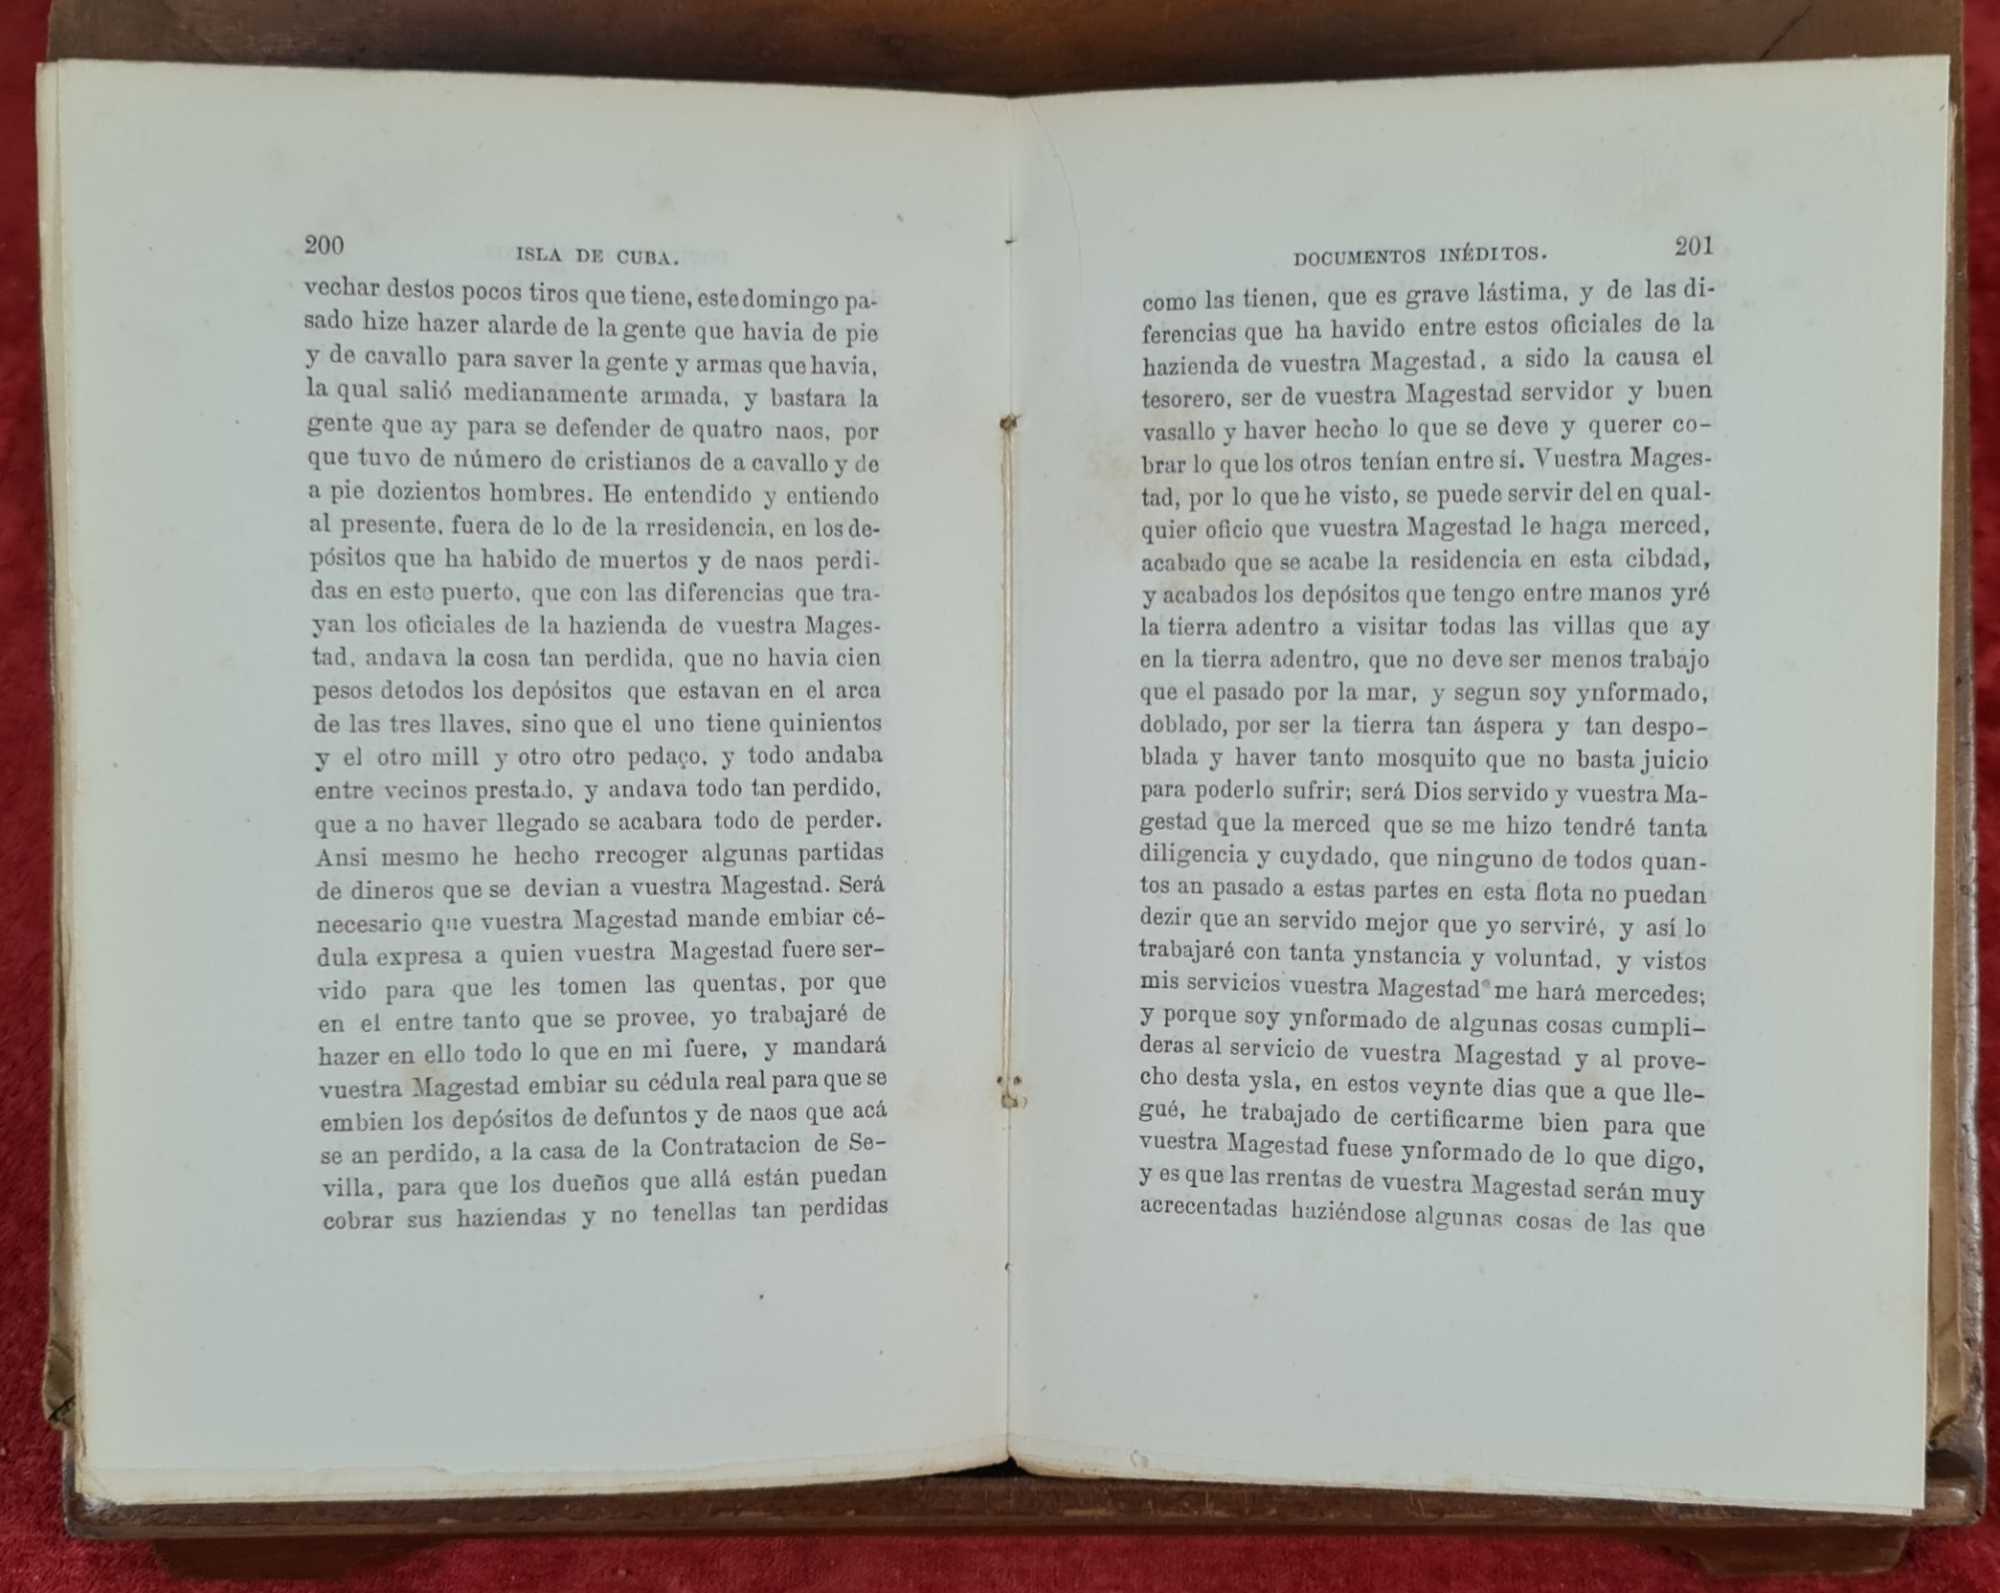 200
ISLA DE CUBA.
vechar destos pocos tiros que tiene, este domingo pa-
sado hize hazer alarde de la gente que havia de pie
y de cavallo para saver la gente y armas que havia,
la qual salió medianamente armada, y bastara la
gente que ay para se defender de quatro naos, por
que tuvo de número de cristianos de a cavallo y de
a pie dozientos hombres. He entendido y entiendo
al presente, fuera de lo de la rresidencia, en los de-
pósitos que ha habido de muertos y de naos perdi-
das en este puerto, que con las diferencias que tra-
yan los oficiales de la hazienda de vuestra Mages-
tad, andava la cosa tan perdida, que no havia cien
pesos detodos los depósitos que estavan en el arca
de las tres llaves, sino que el uno tiene quinientos
y el otro mill y otro otro pedaço, y todo andaba
entre vecinos prestado, y andava todo tan perdido,
que a no haver llegado se acabara todo de perder.
Ansi mesmo he hecho rrecoger algunas partidas
de dineros que se devian a vuestra Magestad. Será
necesario que vuestra Magestad mande embiar cé-
dula expresa a quien vuestra Magestad fuere ser-
vido para que les tomen las quentas, por que
en el entre tanto que se provee, yo trabajaré de
hazer en ello todo lo que en mi fuere, y mandará
vuestra Magestad embiar su cédula real para que se
embien los depósitos de defuntos y de naos que acá
se an perdido, a la casa de la Contratacion de Se-
villa, para que los dueños que allá están puedan
cobrar sus haziendas y no tenellas tan perdidas
DOCUMENTOS INÉDITOS.
201
como las tienen, que es grave lástima, y de las di-
ferencias que ha havido entre estos oficiales de la
hazienda de vuestra Magestad, a sido la causa el
tesorero, ser de vuestra Magestad servidor y buen
vasallo y haver hecho lo que se deve y querer co-
brar lo que los otros tenían entre sí. Vuestra Mages-
tad, por lo que he visto, se puede servir del en qual-
quier oficio que vuestra Magestad le haga merced,
acabado que se acabe la residencia en esta cibdad,
y acabados los depósitos que tengo entre manos yré
la tierra adentro a visitar todas las villas que ay
en la tierra adentro, que no deve ser menos trabajo
que el pasado por la mar, y segun soy ynformado,
doblado, por ser la tierra tan áspera y tan despo-
blada y haver tanto mosquito que no basta juicio
para poderlo sufrir; será Dios servido y vuestra Ma-
gestad que la merced que se me hizo tendré tanta
diligencia y cuydado, que ninguno de todos quan-
tos an pasado a estas partes en esta flota no puedan
dezir que an servido mejor que yo serviré, y así lo
trabajaré con tanta ynstancia y voluntad, y vistos
mis servicios vuestra Magestad me hará mercedes;
y porque soy ynformado de algunas cosas cumpli-
deras al servicio de vuestra Magestad y al prove-
cho desta ysla, en estos veynte dias que a que lle-
gué, he trabajado de certificarme bien para que
vuestra Magestad fuese ynformado de lo que digo,
y es que las rrentas de vuestra Magestad serán muy
acrecentadas haziéndose algunas cosas de las que